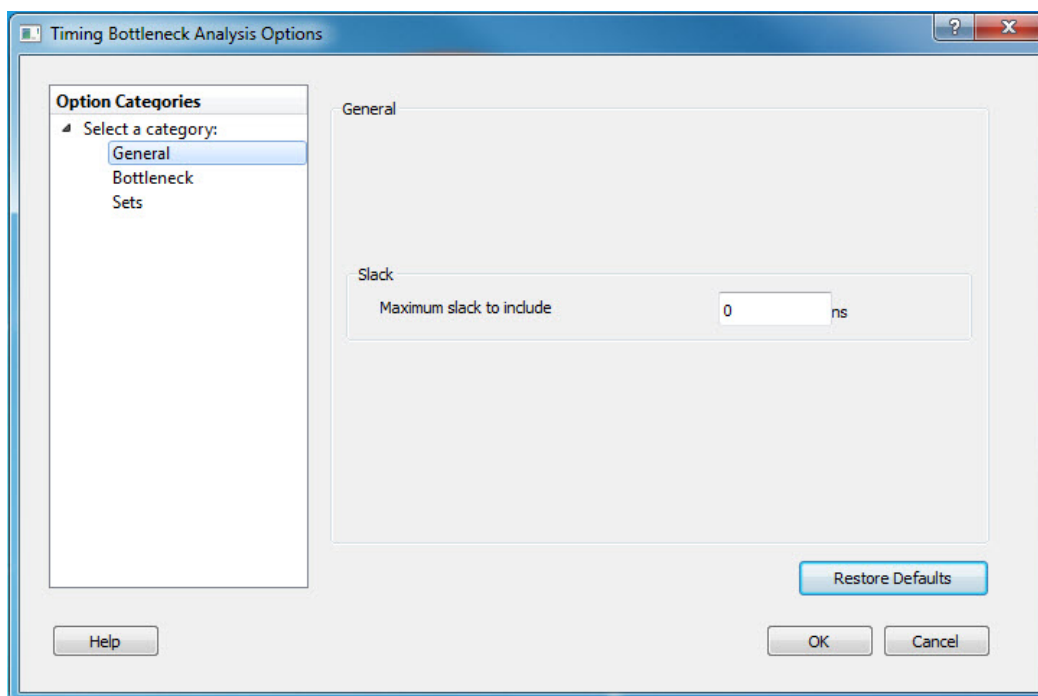 Timing Bottleneck Analysis Options
?
X
Option Categories
Select a category:
General
Bottleneck
Sets
General
Slack
Maximum slack to include 0 ns
Restore Defaults
Help
OK
Cancel